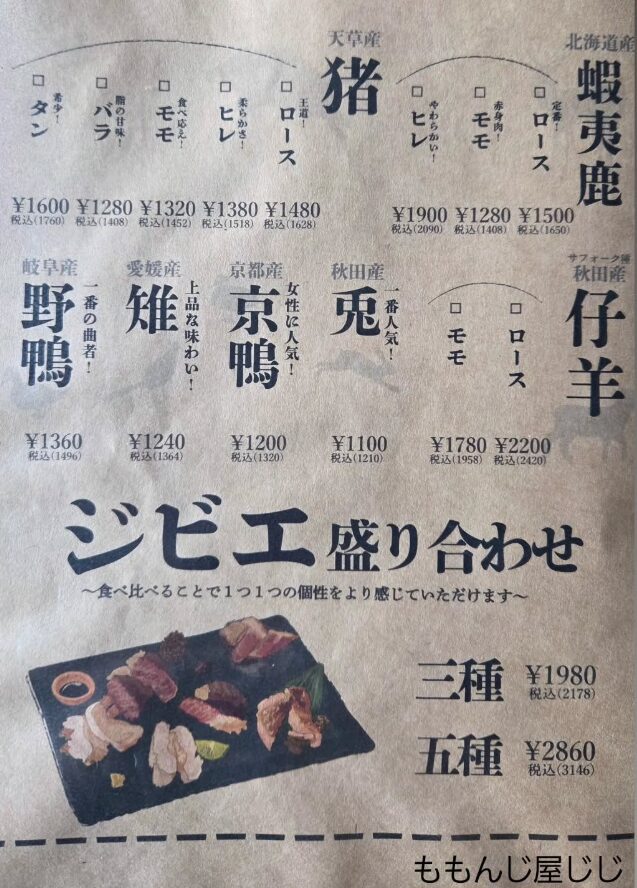 北海道産
蝦夷鹿
定番！
□ロース
¥1500
税込(1650)
赤身肉！
□モモ
¥1280
税込(1408)
やわらかい！
□ヒレ
¥1900
税込(2090)
天草産
猪
王道！
□ロース
¥1480
税込(1628)
柔らかさ！
□ヒレ
¥1380
税込(1518)
食べ応え！
□モモ
¥1320
税込(1452)
脂の甘味！
□バラ
¥1280
税込(1408)
希少！
□タン
¥1600
税込(1760)
サフォーク種
秋田産
仔羊
□ロース
¥2200
税込(2420)
□モモ
¥1780
税込(1958)
秋田産
兎
一番人気！
¥1100
税込(1210)
京都産
京鴨
女性に人気！
¥1200
税込(1320)
愛媛産
雉
上品な味わい！
¥1240
税込(1364)
岐阜産
野鴨
一番の曲者！
¥1360
税込(1496)
ジビエ盛り合わせ
～食べ比べることで１つ１つの個性をより感じていただけます～
三種 ¥1980
税込(2178)
五種 ¥2860
税込(3146)
ももんじ屋じじ